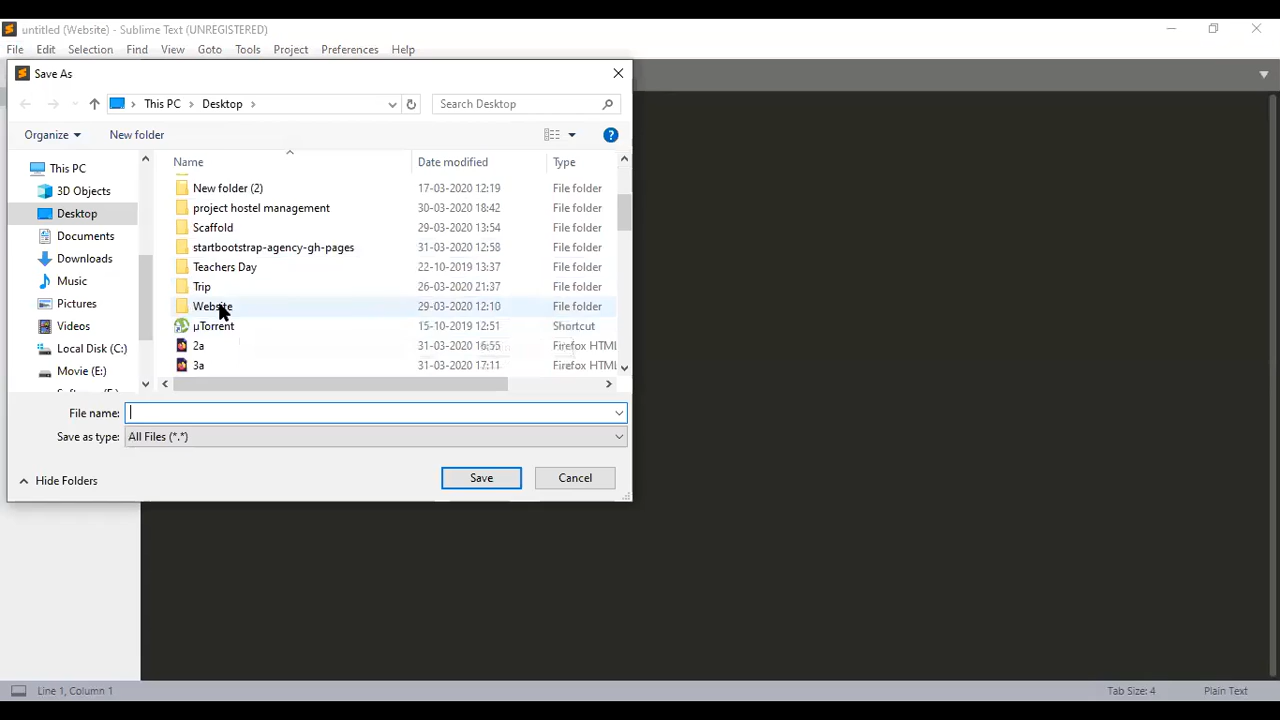 untitled (Website) - Sublime Text (UNREGISTERED)
File Edit Selection Find View Goto Tools Project Preferences Help
Save As
This PC Desktop
Search Desktop
Organize New folder
Name Date modified Type
This PC
3D Objects
Desktop
Documents
Downloads
Music
Pictures
Videos
Local Disk (C:)
Movie (E:)
New folder (2) 17-03-2020 12:19 File folder
project hostel management 30-03-2020 18:42 File folder
Scaffold 29-03-2020 13:54 File folder
startbootstrap-agency-gh-pages 31-03-2020 12:58 File folder
Teachers Day 22-10-2019 13:37 File folder
Trip 26-03-2020 21:37 File folder
Website 29-03-2020 12:10 File folder
µTorrent 15-10-2019 12:51 Shortcut
2a 31-03-2020 16:55 Firefox HTML
3a 31-03-2020 17:11 Firefox HTML
File name:
Save as type: All Files (*.*)
Hide Folders
Save Cancel
Line 1, Column 1
Tab Size: 4 Plain Text